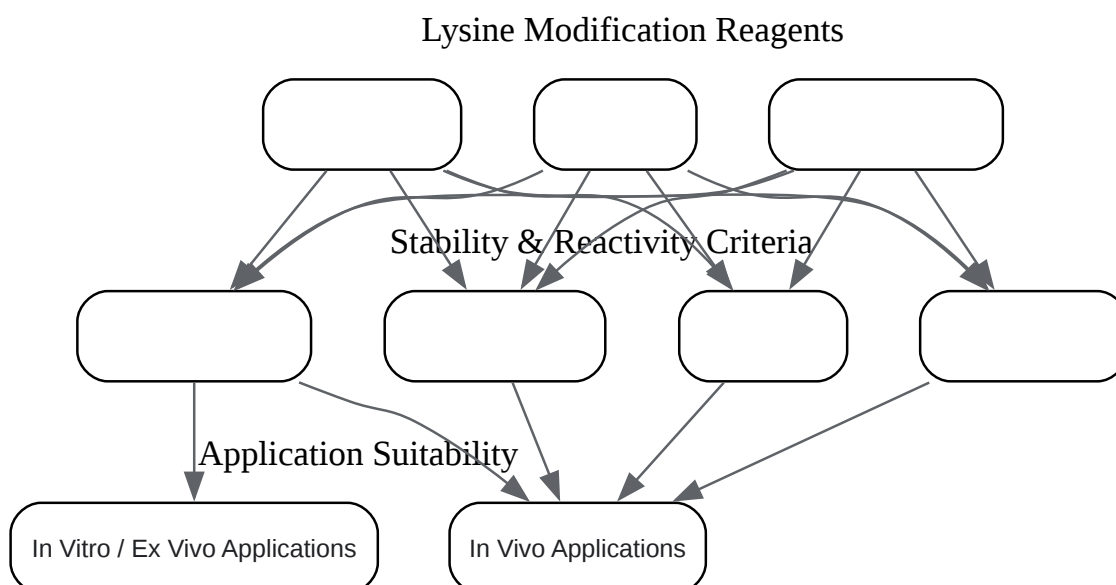 Lysine Modification Reagents
Stability & Reactivity Criteria
Application Suitability
In Vitro / Ex Vivo Applications
In Vivo Applications